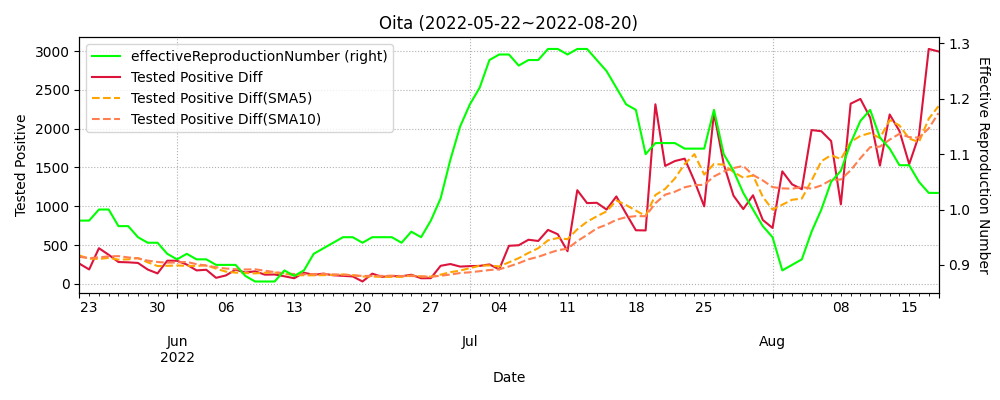 Oita (2022-05-22~2022-08-20)
effectiveReproductionNumber (right)
Tested Positive Diff
Tested Positive Diff(SMA5)
Tested Positive Diff(SMA10)
Tested Positive
3000
2500
2000
1500
1000
500
0
1.3
1.2
1.1
1.0
0.9
Effective Reproduction Number
23 30 06 13 20 27 04 11 18 25 08 15
Jun Jul Aug
2022
Date